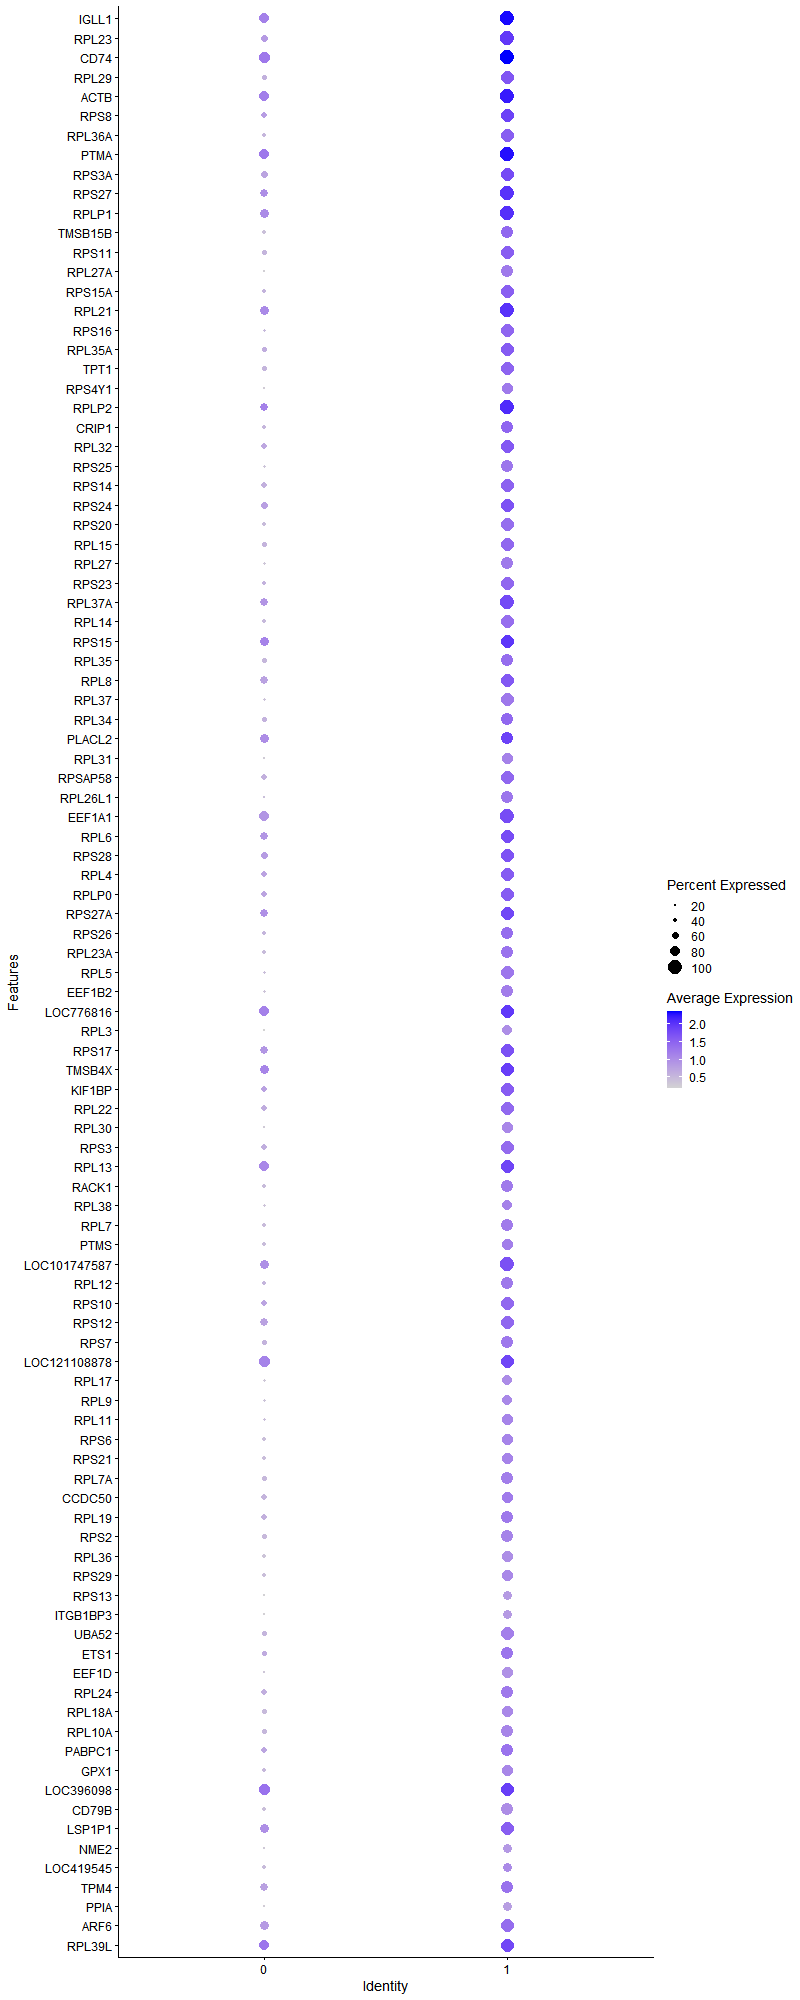 IGLL1
RPL23
CD74
RPL29
ACTB
RPS8
RPL36A
PTMA
RPS3A
RPS27
RPLP1
TMSB15B
RPS11
RPL27A
RPS15A
RPL21
RPS16
RPL35A
TPT1
RPS4Y1
RPLP2
CRIP1
RPL32
RPS25
RPS14
RPS24
RPS20
RPL15
RPL27
RPS23
RPL37A
RPL14
RPS15
RPL35
RPL8
RPL37
RPL34
PLACL2
RPL31
RPSAP58
RPL26L1
EEF1A1
RPL6
RPS28
RPL4
RPLP0
RPS27A
RPS26
RPL23A
RPL5
EEF1B2
LOC776816
RPL3
RPS17
TMSB4X
KIF1BP
RPL22
RPL30
RPS3
RPL13
RACK1
RPL38
RPL7
PTMS
LOC101747587
RPL12
RPS10
RPS12
RPS7
LOC121108878
RPL17
RPL9
RPL11
RPS6
RPS21
RPL7A
CCDC50
RPL19
RPS2
RPL36
RPS29
RPS13
ITGB1BP3
UBA52
ETS1
EEF1D
RPL24
RPL18A
RPL10A
PABPC1
GPX1
LOC396098
CD79B
LSP1P1
NME2
LOC419545
TPM4
PPIA
ARF6
RPL39L
Features
0
1
Identity
Percent Expressed
20
40
60
80
100
Average Expression
2.0
1.5
1.0
0.5